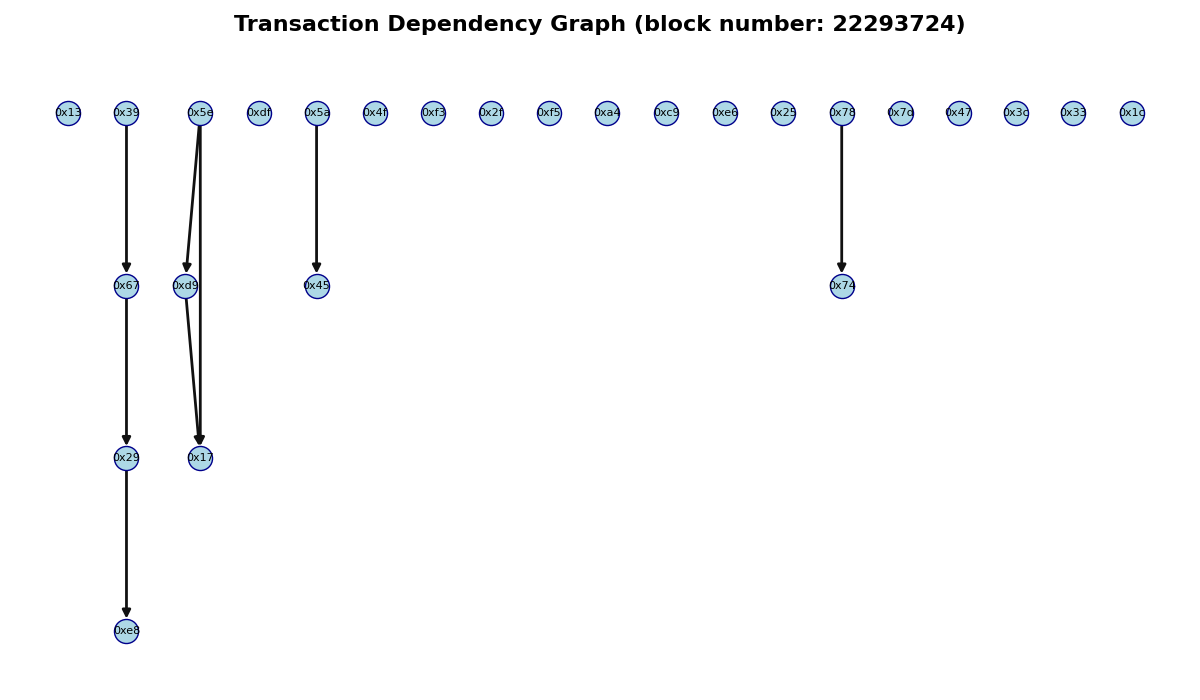 Transaction Dependency Graph (block number: 22293724)
0x13 0x39 0x5e 0xdf 0x5a 0x4f 0xf3 0x2f 0xf5 0xa4 0xc9 0xe6 0x25 0x78 0x7d 0x47 0x3c 0x33 0x1c
0x67 0xd9 0x45 0x74
0x29 0x17
0xe8